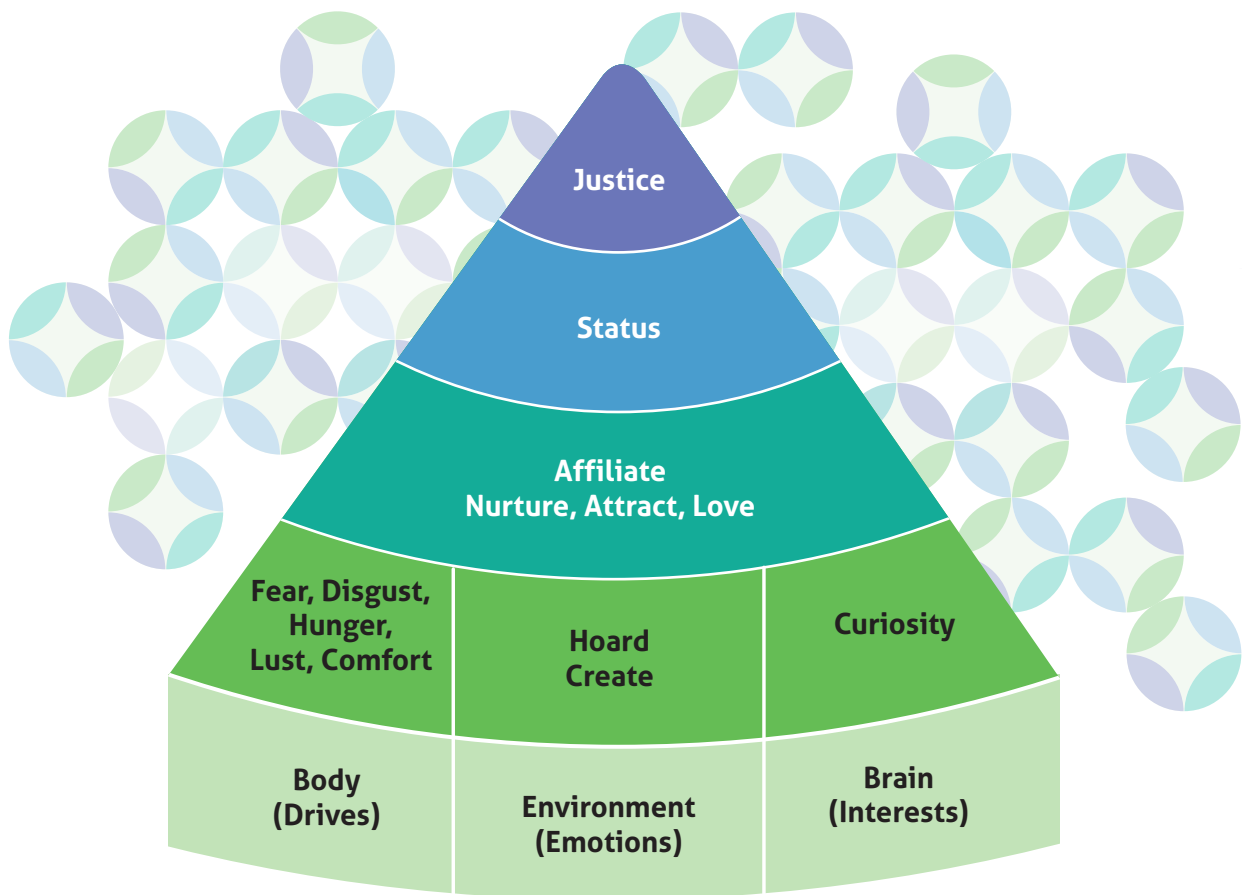 Justice
Status
Affiliate
Nurture, Attract, Love
Fear, Disgust,
Hunger,
Lust, Comfort
Hoard
Create
Curiosity
Body
(Drives)
Environment
(Emotions)
Brain
(Interests)